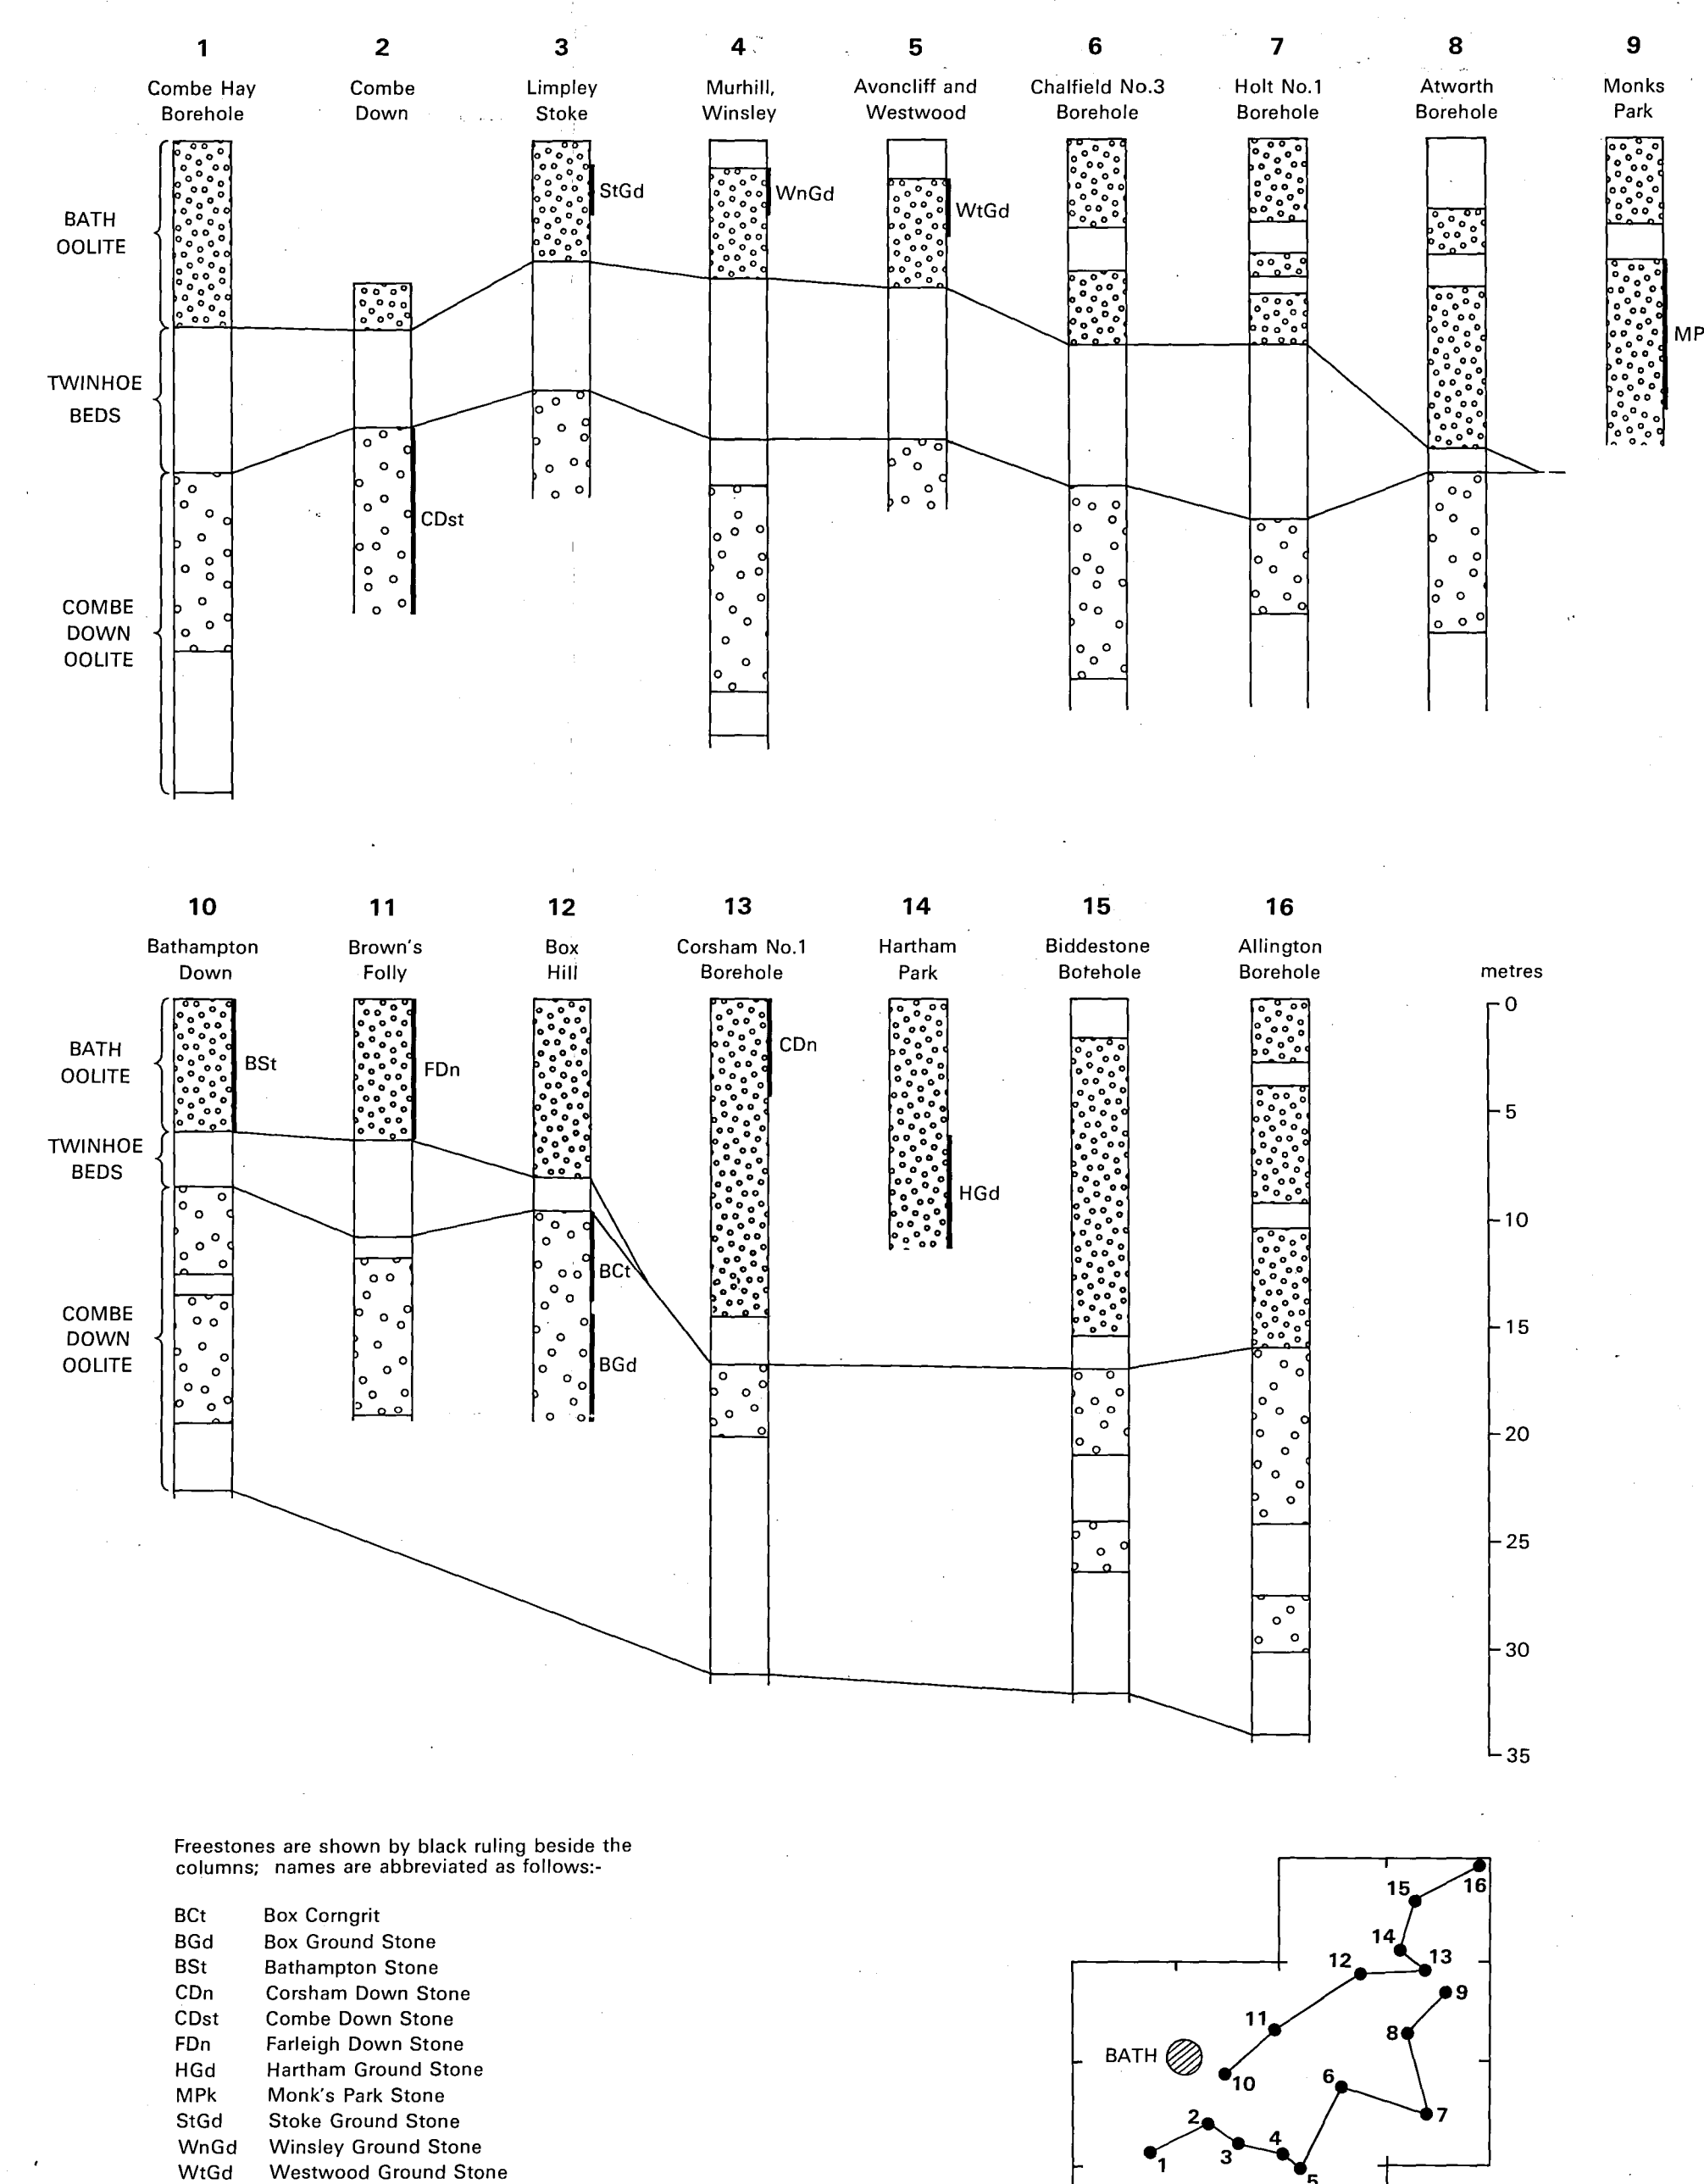 1
Combe Hay
Borehole
2
Combe
Down
3
Limpley
Stoke
4
Murhill,
Winsley
5
Avoncliff and
Westwood
6
Chalfield No.3
Borehole
7
Holt No.1
Borehole
8
Atworth
Borehole
9
Monks
Park
BATH
OOLITE
TWINHOE
BEDS
COMBE
DOWN
OOLITE
CDst
StGd
WnGd
WtGd
MP
10
Bathampton
Down
11
Brown's
Folly
12
Box
Hill
13
Corsham No.1
Borehole
14
Hartham
Park
15
Biddestone
Borehole
16
Allington
Borehole
metres
0
5
10
15
20
25
30
35
BATH
OOLITE
TWINHOE
BEDS
COMBE
DOWN
OOLITE
BSt
FDn
BCt
BGd
CDn
HGd
Freestones are shown by black ruling beside the
columns; names are abbreviated as follows:-
BCt Box Corngrit
BGd Box Ground Stone
BSt Bathampton Stone
CDn Corsham Down Stone
CDst Combe Down Stone
FDn Farleigh Down Stone
HGd Hartham Ground Stone
MPk Monk's Park Stone
StGd Stoke Ground Stone
WnGd Winsley Ground Stone
WtGd Westwood Ground Stone
15
16
14
13
12
9
11
8
BATH
10
6
7
2
3
4
1
5